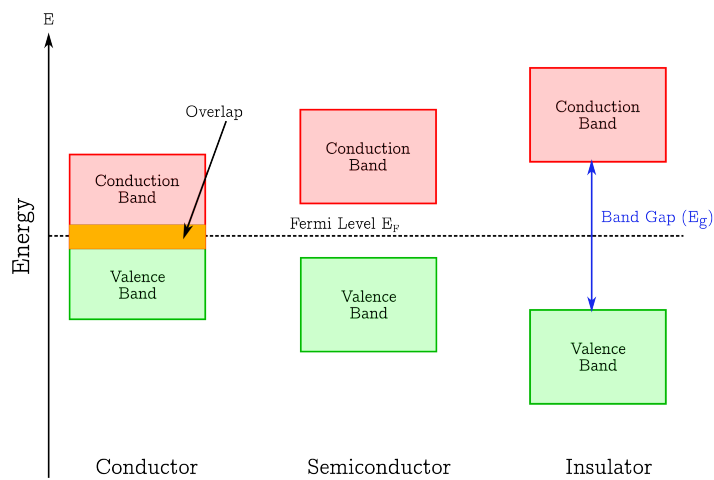 E
Energy
Overlap
Conduction
Band
Valence
Band
Conductor
Fermi Level E_F
Conduction
Band
Valence
Band
Semiconductor
Conduction
Band
Band Gap (E_g)
Valence
Band
Insulator